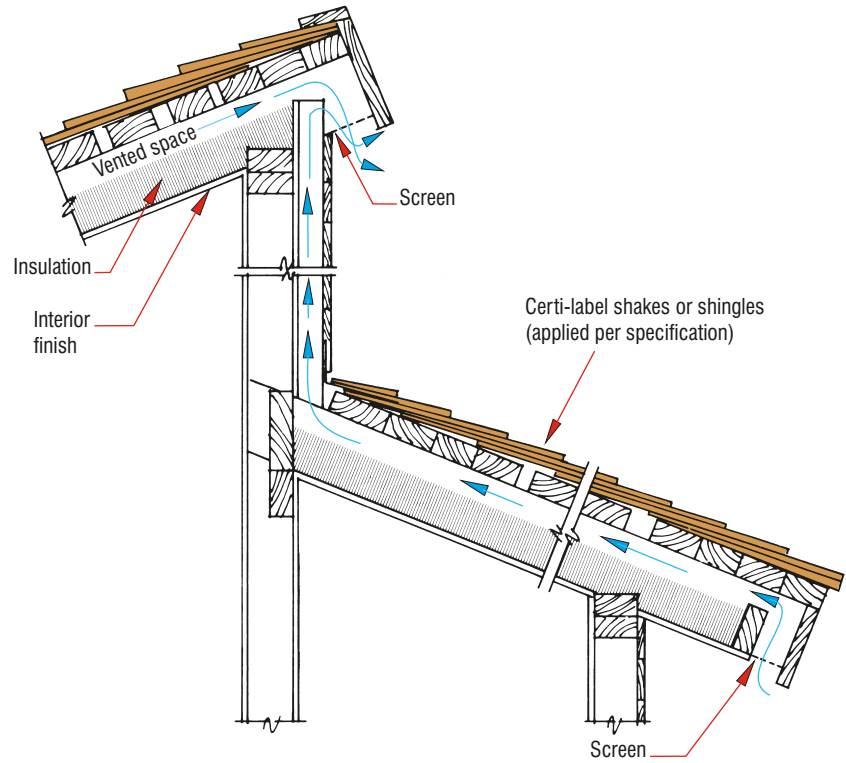 Vented space
Screen
Insulation
Interior
finish
Certi-label shakes or shingles
(applied per specification)
Screen